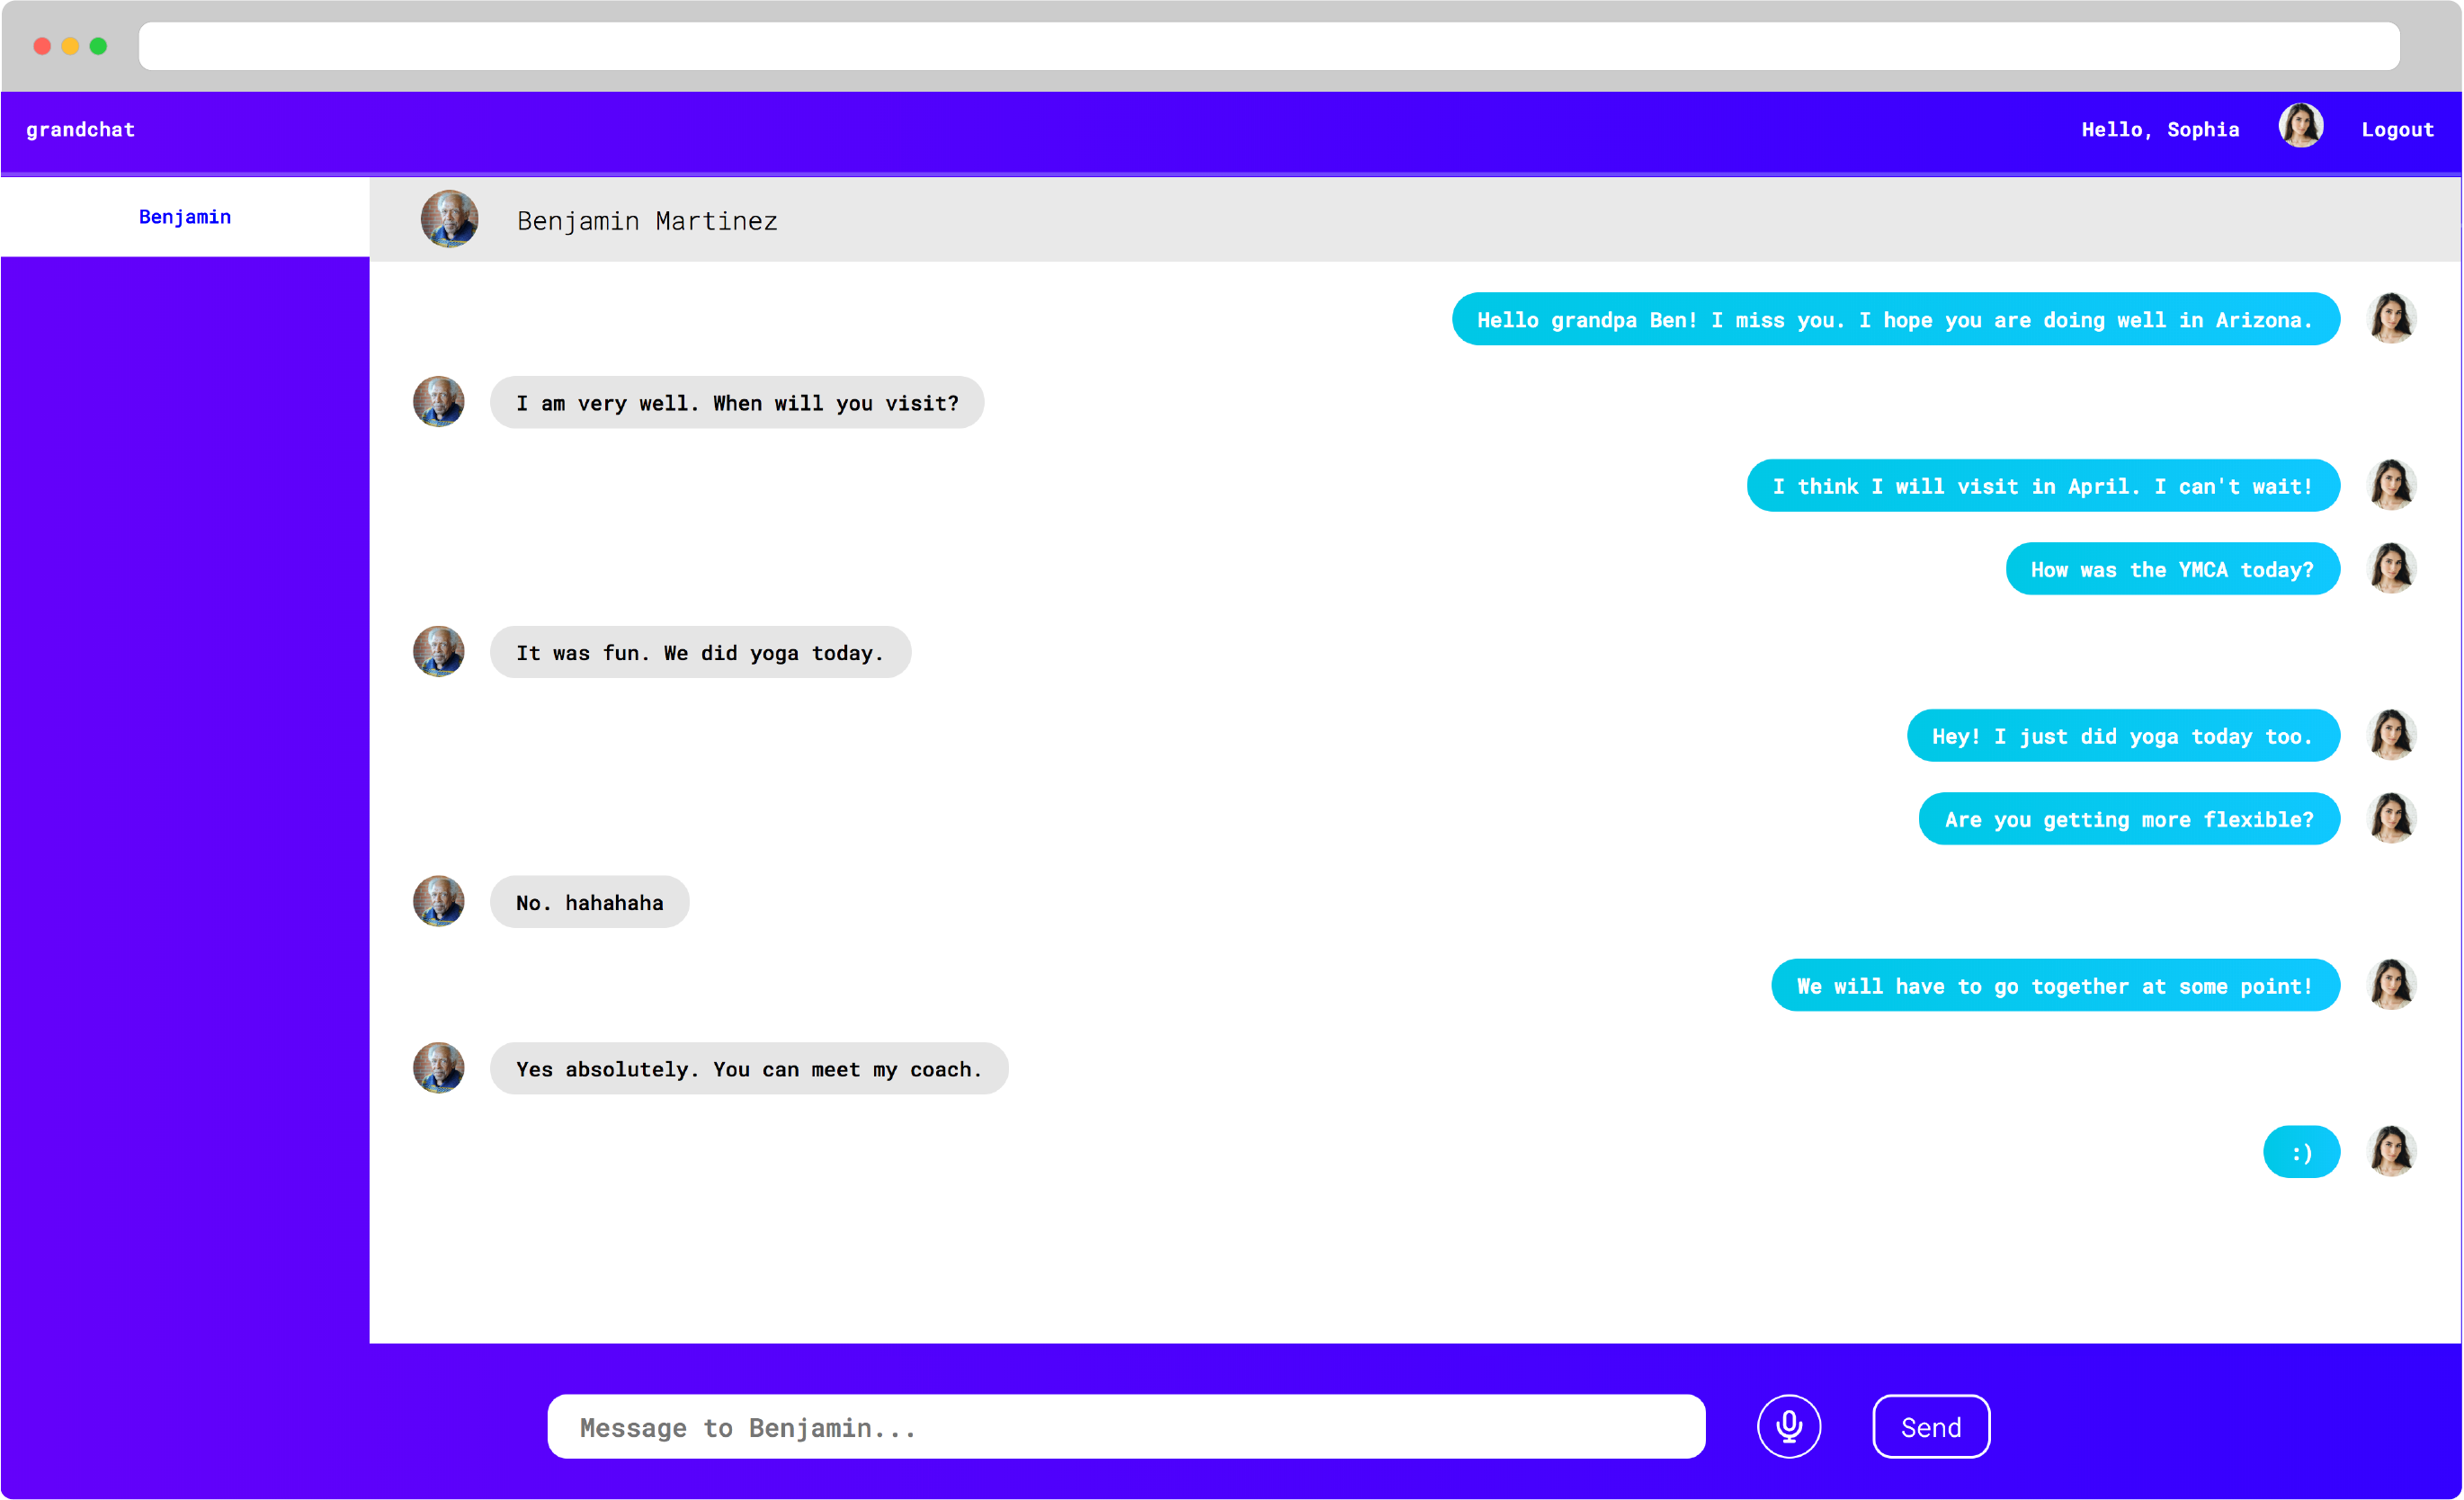 grandchat
Hello, Sophia
Logout
Benjamin
Benjamin Martinez
Hello grandpa Ben! I miss you. I hope you are doing well in Arizona.
I am very well. When will you visit?
I think I will visit in April. I can't wait!
How was the YMCA today?
It was fun. We did yoga today.
Hey! I just did yoga today too.
Are you getting more flexible?
No. hahahaha
We will have to go together at some point!
Yes absolutely. You can meet my coach.
:)
Message to Benjamin...
Send